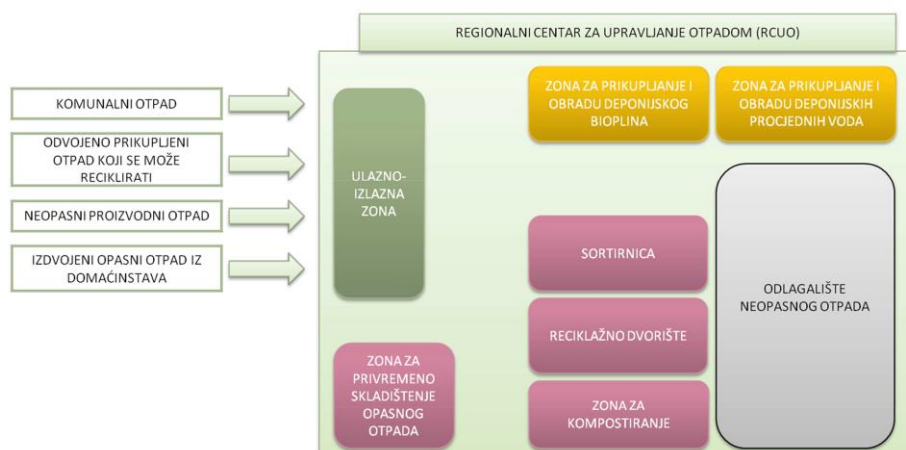 REGIONALNI CENTAR ZA UPRAVLJANJE OTPADOM (RCUO)
KOMUNALNI OTPAD
ODVOJENO PRIKUPLJENI
OTPAD KOJI SE MOŽE
RECIKLIRATI
NEOPASNI PROIZVODNI OTPAD
IZDVOJENI OPASNI OTPAD IZ
DOMAĆINSTAVA
ULAZNO-
IZLAZNA
ZONA
ZONA ZA
PRIVREMENO
SKLADIŠTENJE
OPASNOG
OTPADA
ZONA ZA PRIKUPLJANJE I
OBRADU DEPONIJSKOG
BIOPLINA
ZONA ZA PRIKUPLJANJE I
OBRADU DEPONIJSKIH
PROCJEDNIH VODA
SORTIRNICA
RECIKLAŽNO DVORIŠTE
ZONA ZA
KOMPOSTIRANJE
ODLAGALIŠTE
NEOPASNOG OTPADA